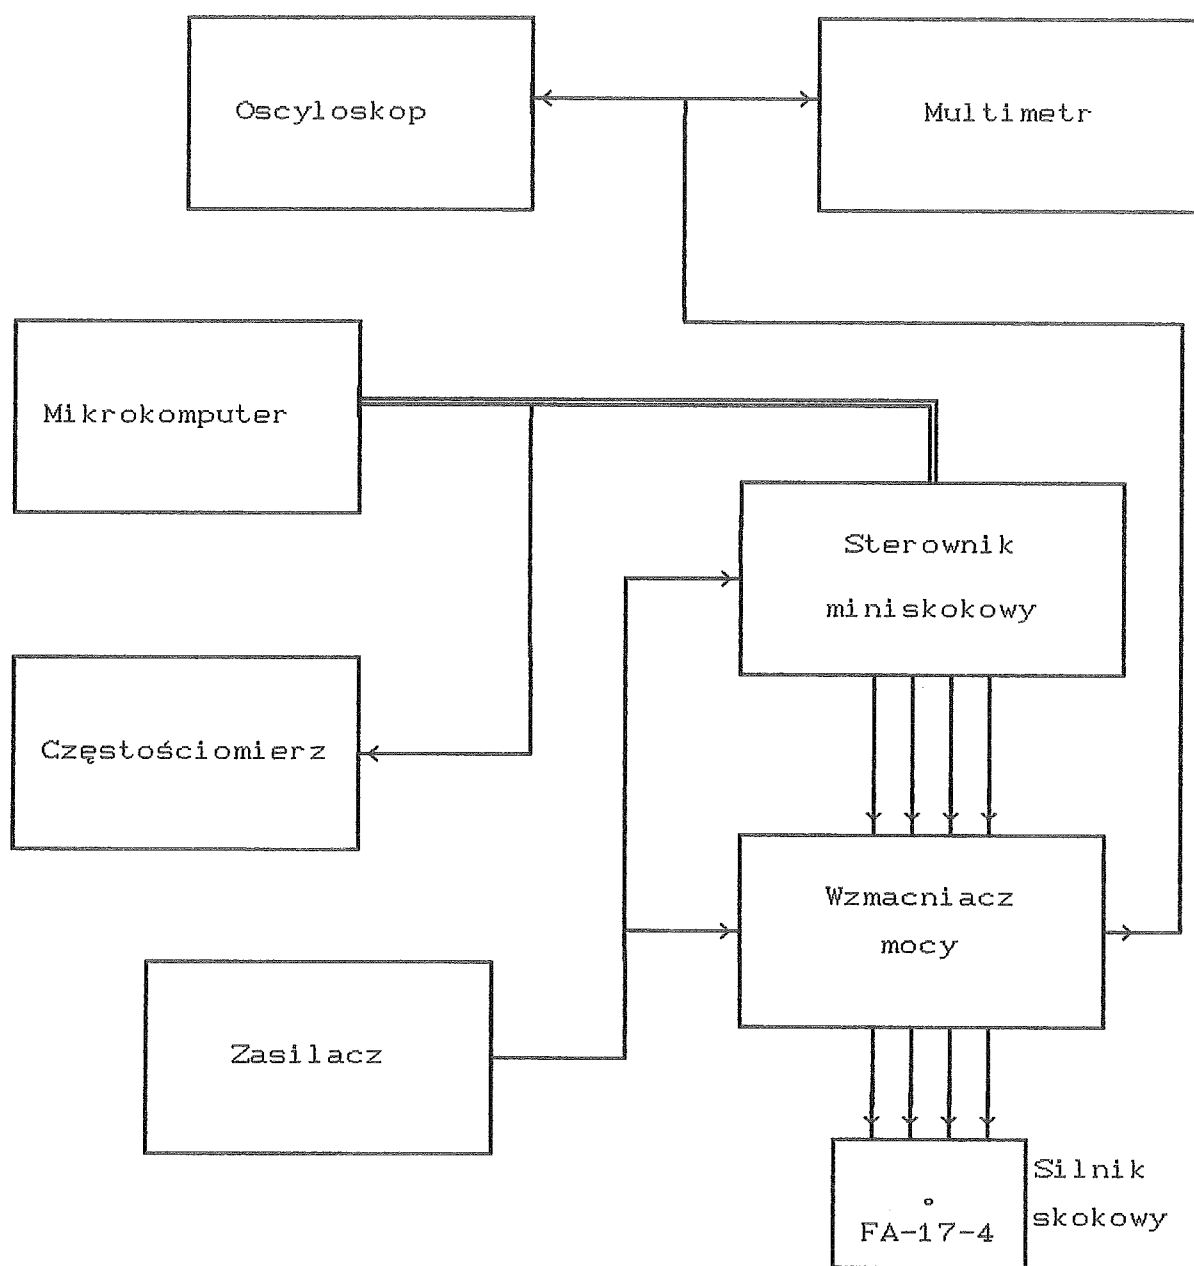 Oscyloskop
Multimetr
Mikrokomputer
Sterownik
miniskokowy
Częstościomierz
Wzmacniacz
mocy
Zasilacz
Silnik
skokowy
FA-17-4